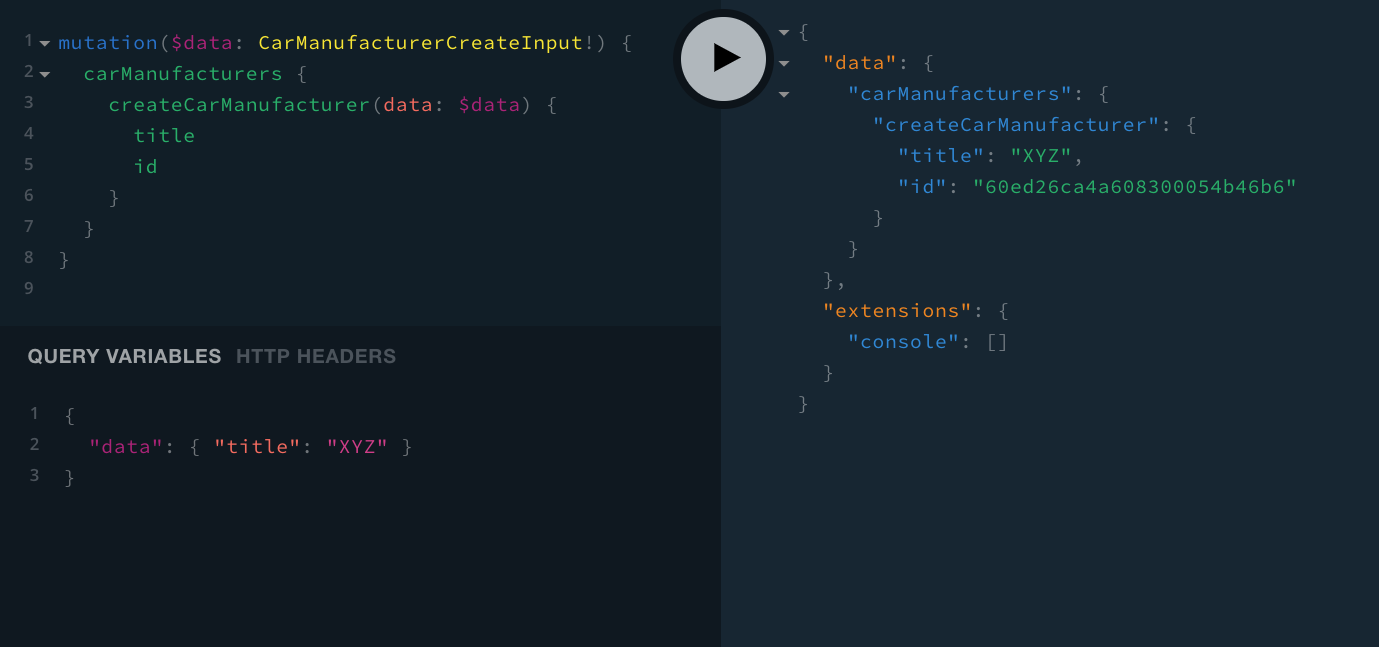 1 mutation($data: CarManufacturerCreateInput!) {
2 carManufacturers {
3 createCarManufacturer(data: $data) {
4 title
5 id
6 }
7 }
8 }
9
QUERY VARIABLES HTTP HEADERS
1 {
2 "data": { "title": "XYZ" }
3 }
{
"data": {
"carManufacturers": {
"createCarManufacturer": {
"title": "XYZ",
"id": "60ed26ca4a608300054b46b6"
}
}
},
"extensions": {
"console": []
}
}